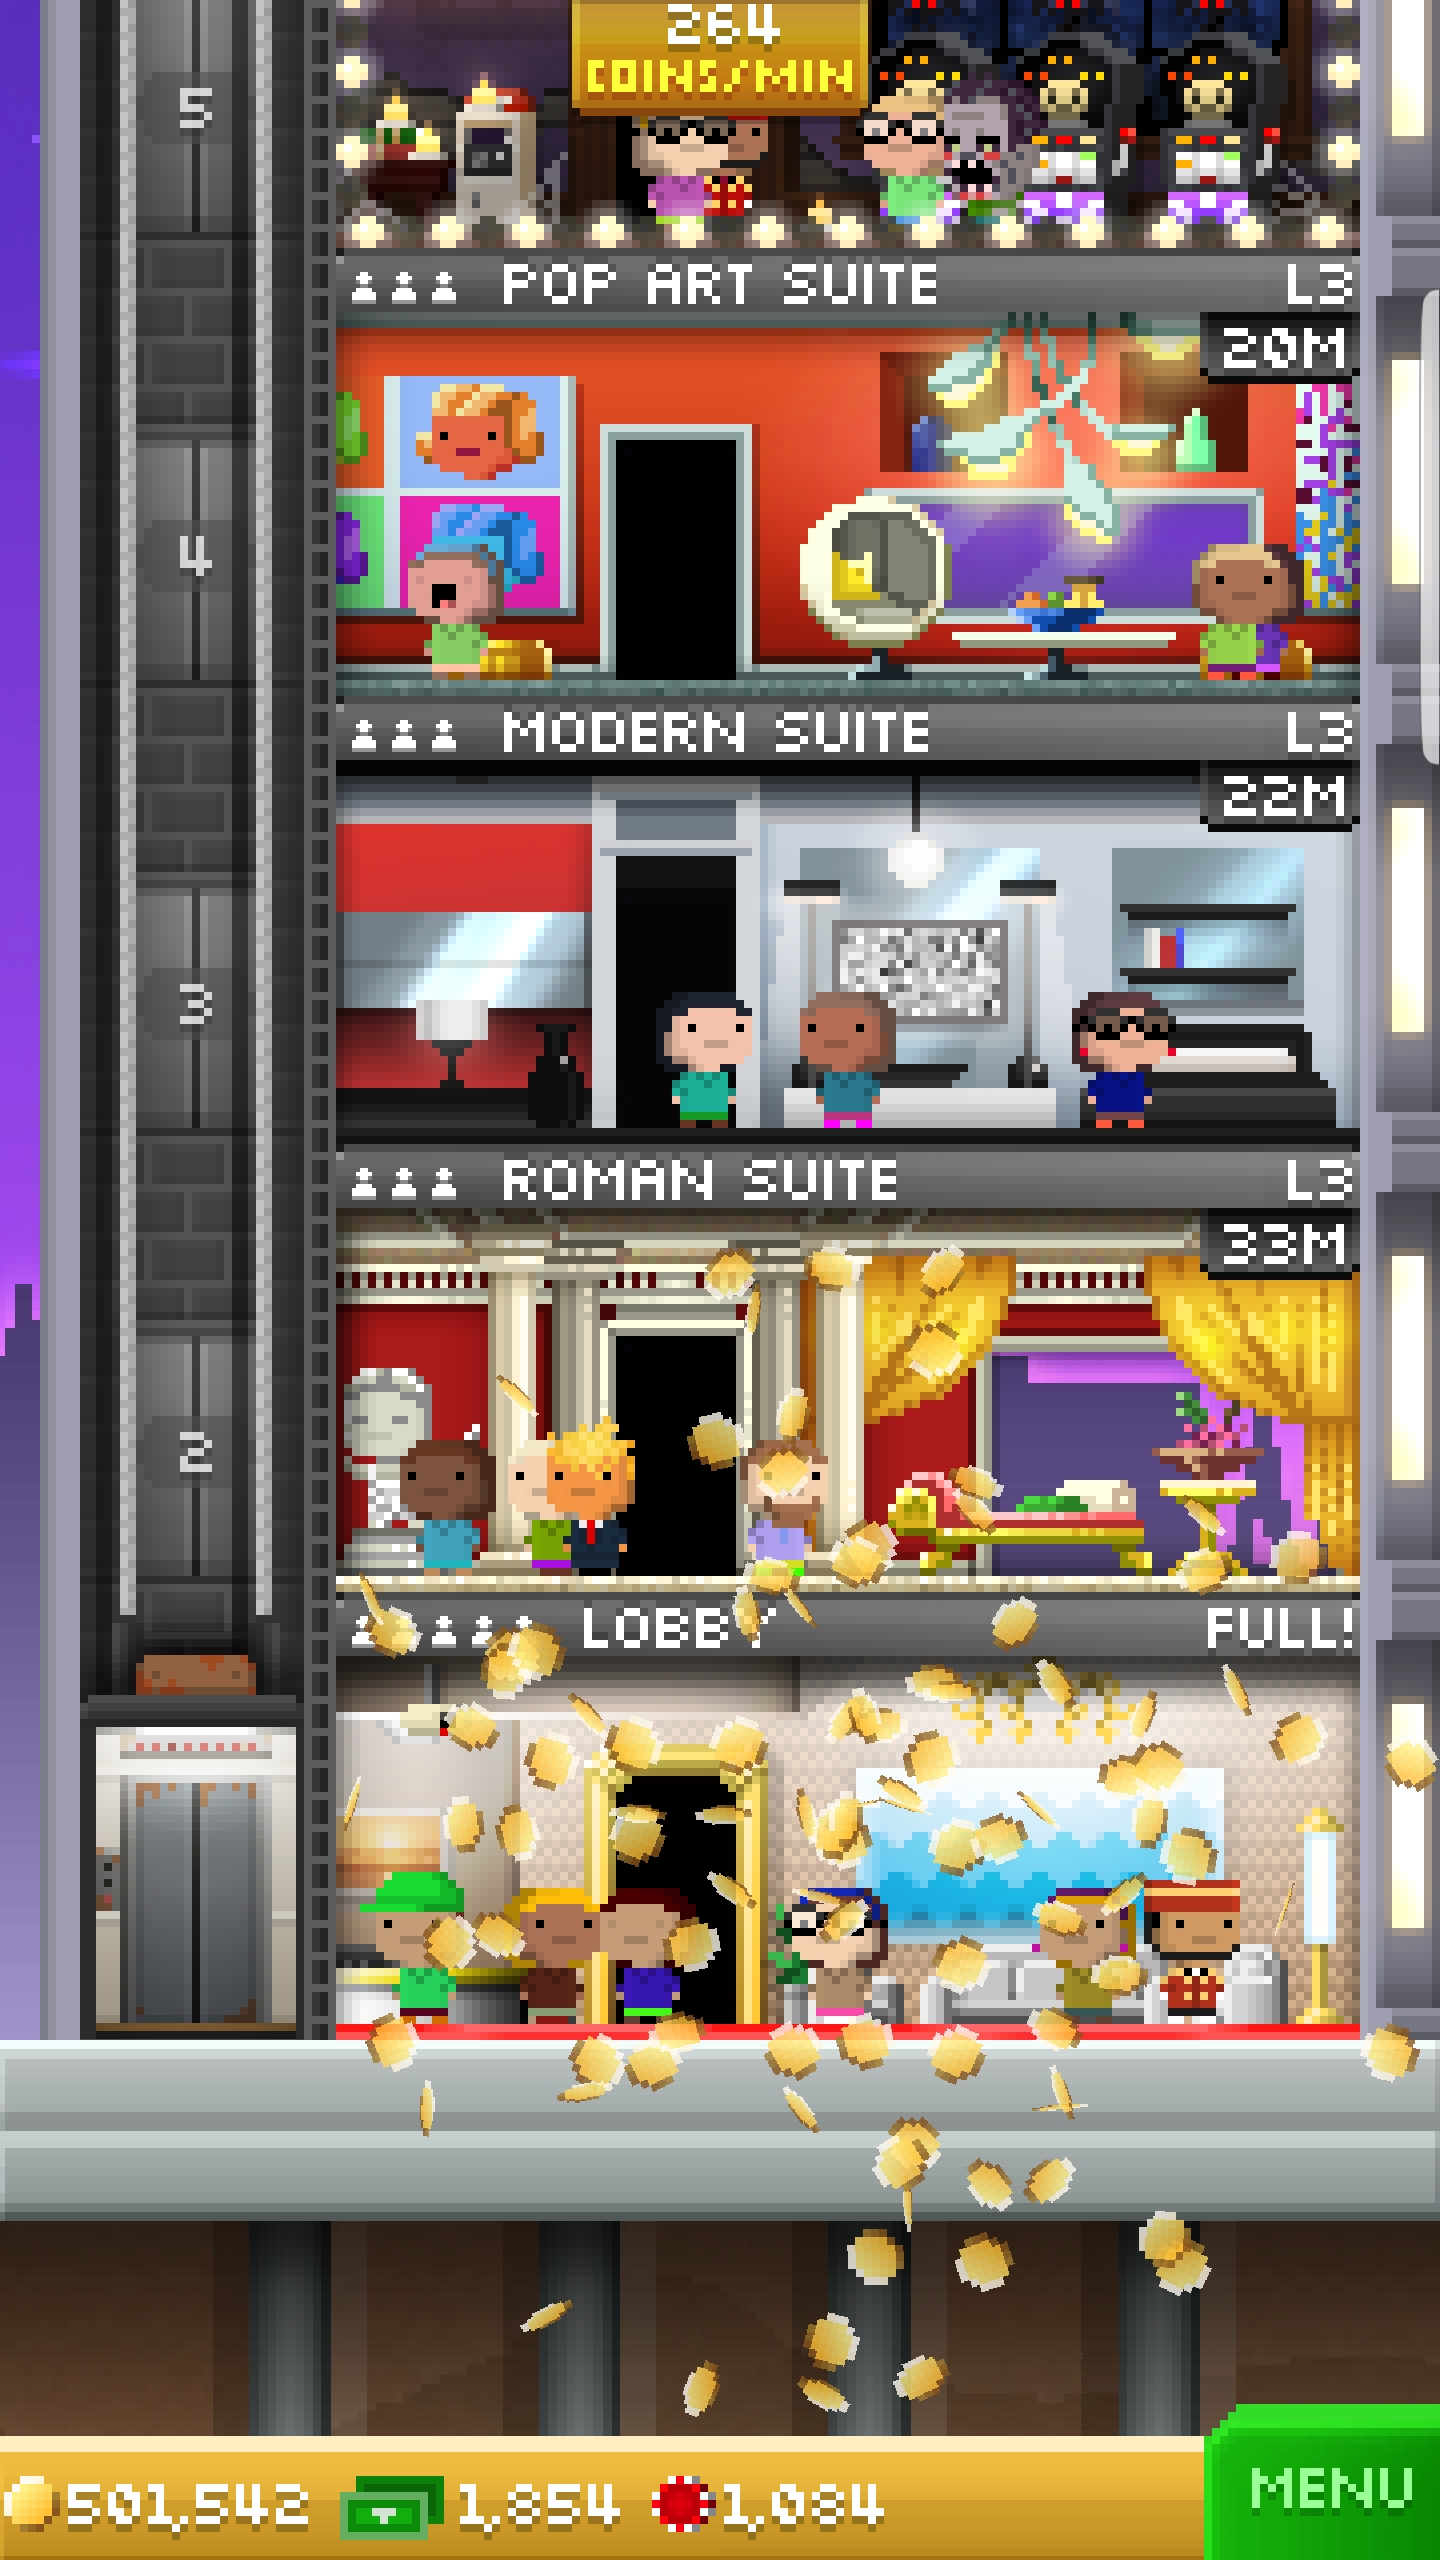 264
COINS/MIN
5
POP ART SUITE L3
20M
4
MODERN SUITE L3
22M
3
ROMAN SUITE L3
33M
2
LOBBY FULL!
501,542 1,854 1,084 MENU